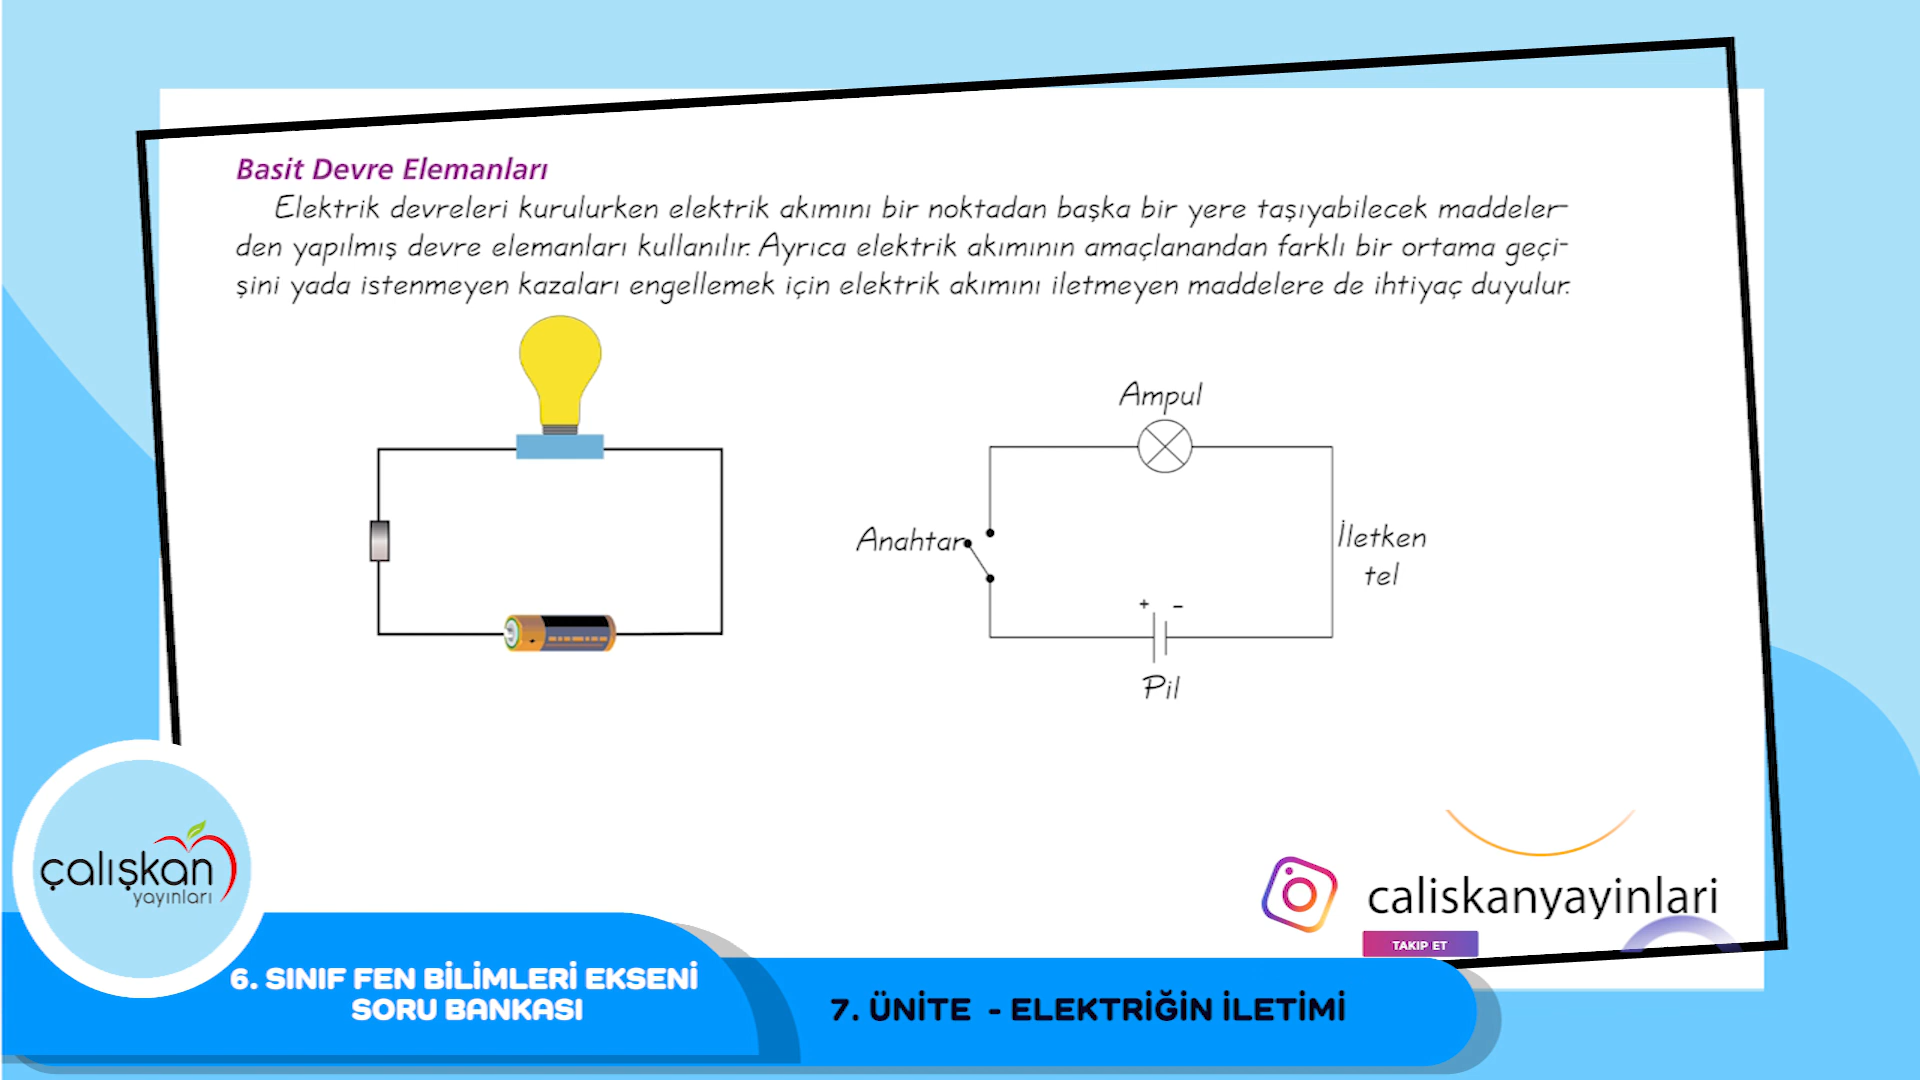 Basit Devre Elemanları
Elektrik devreleri kurulurken elektrik akımını bir noktadan başka bir yere taşıyabilecek maddeler-
den yapılmış devre elemanları kullanılır. Ayrıca elektrik akımının amaçlanandan farklı bir ortama geçi-
şini yada istenmeyen kazaları engellemek için elektrik akımını iletmeyen maddelere de ihtiyaç duyulur.
Ampul
Anahtar
İletken
tel
+ -
Pil
çalışkan
yayınları
caliskanyayinlari
TAKIP ET
6. SINIF FEN BİLİMLERİ EKSENİ
SORU BANKASI
7. ÜNİTE - ELEKTRİĞİN İLETİMİ